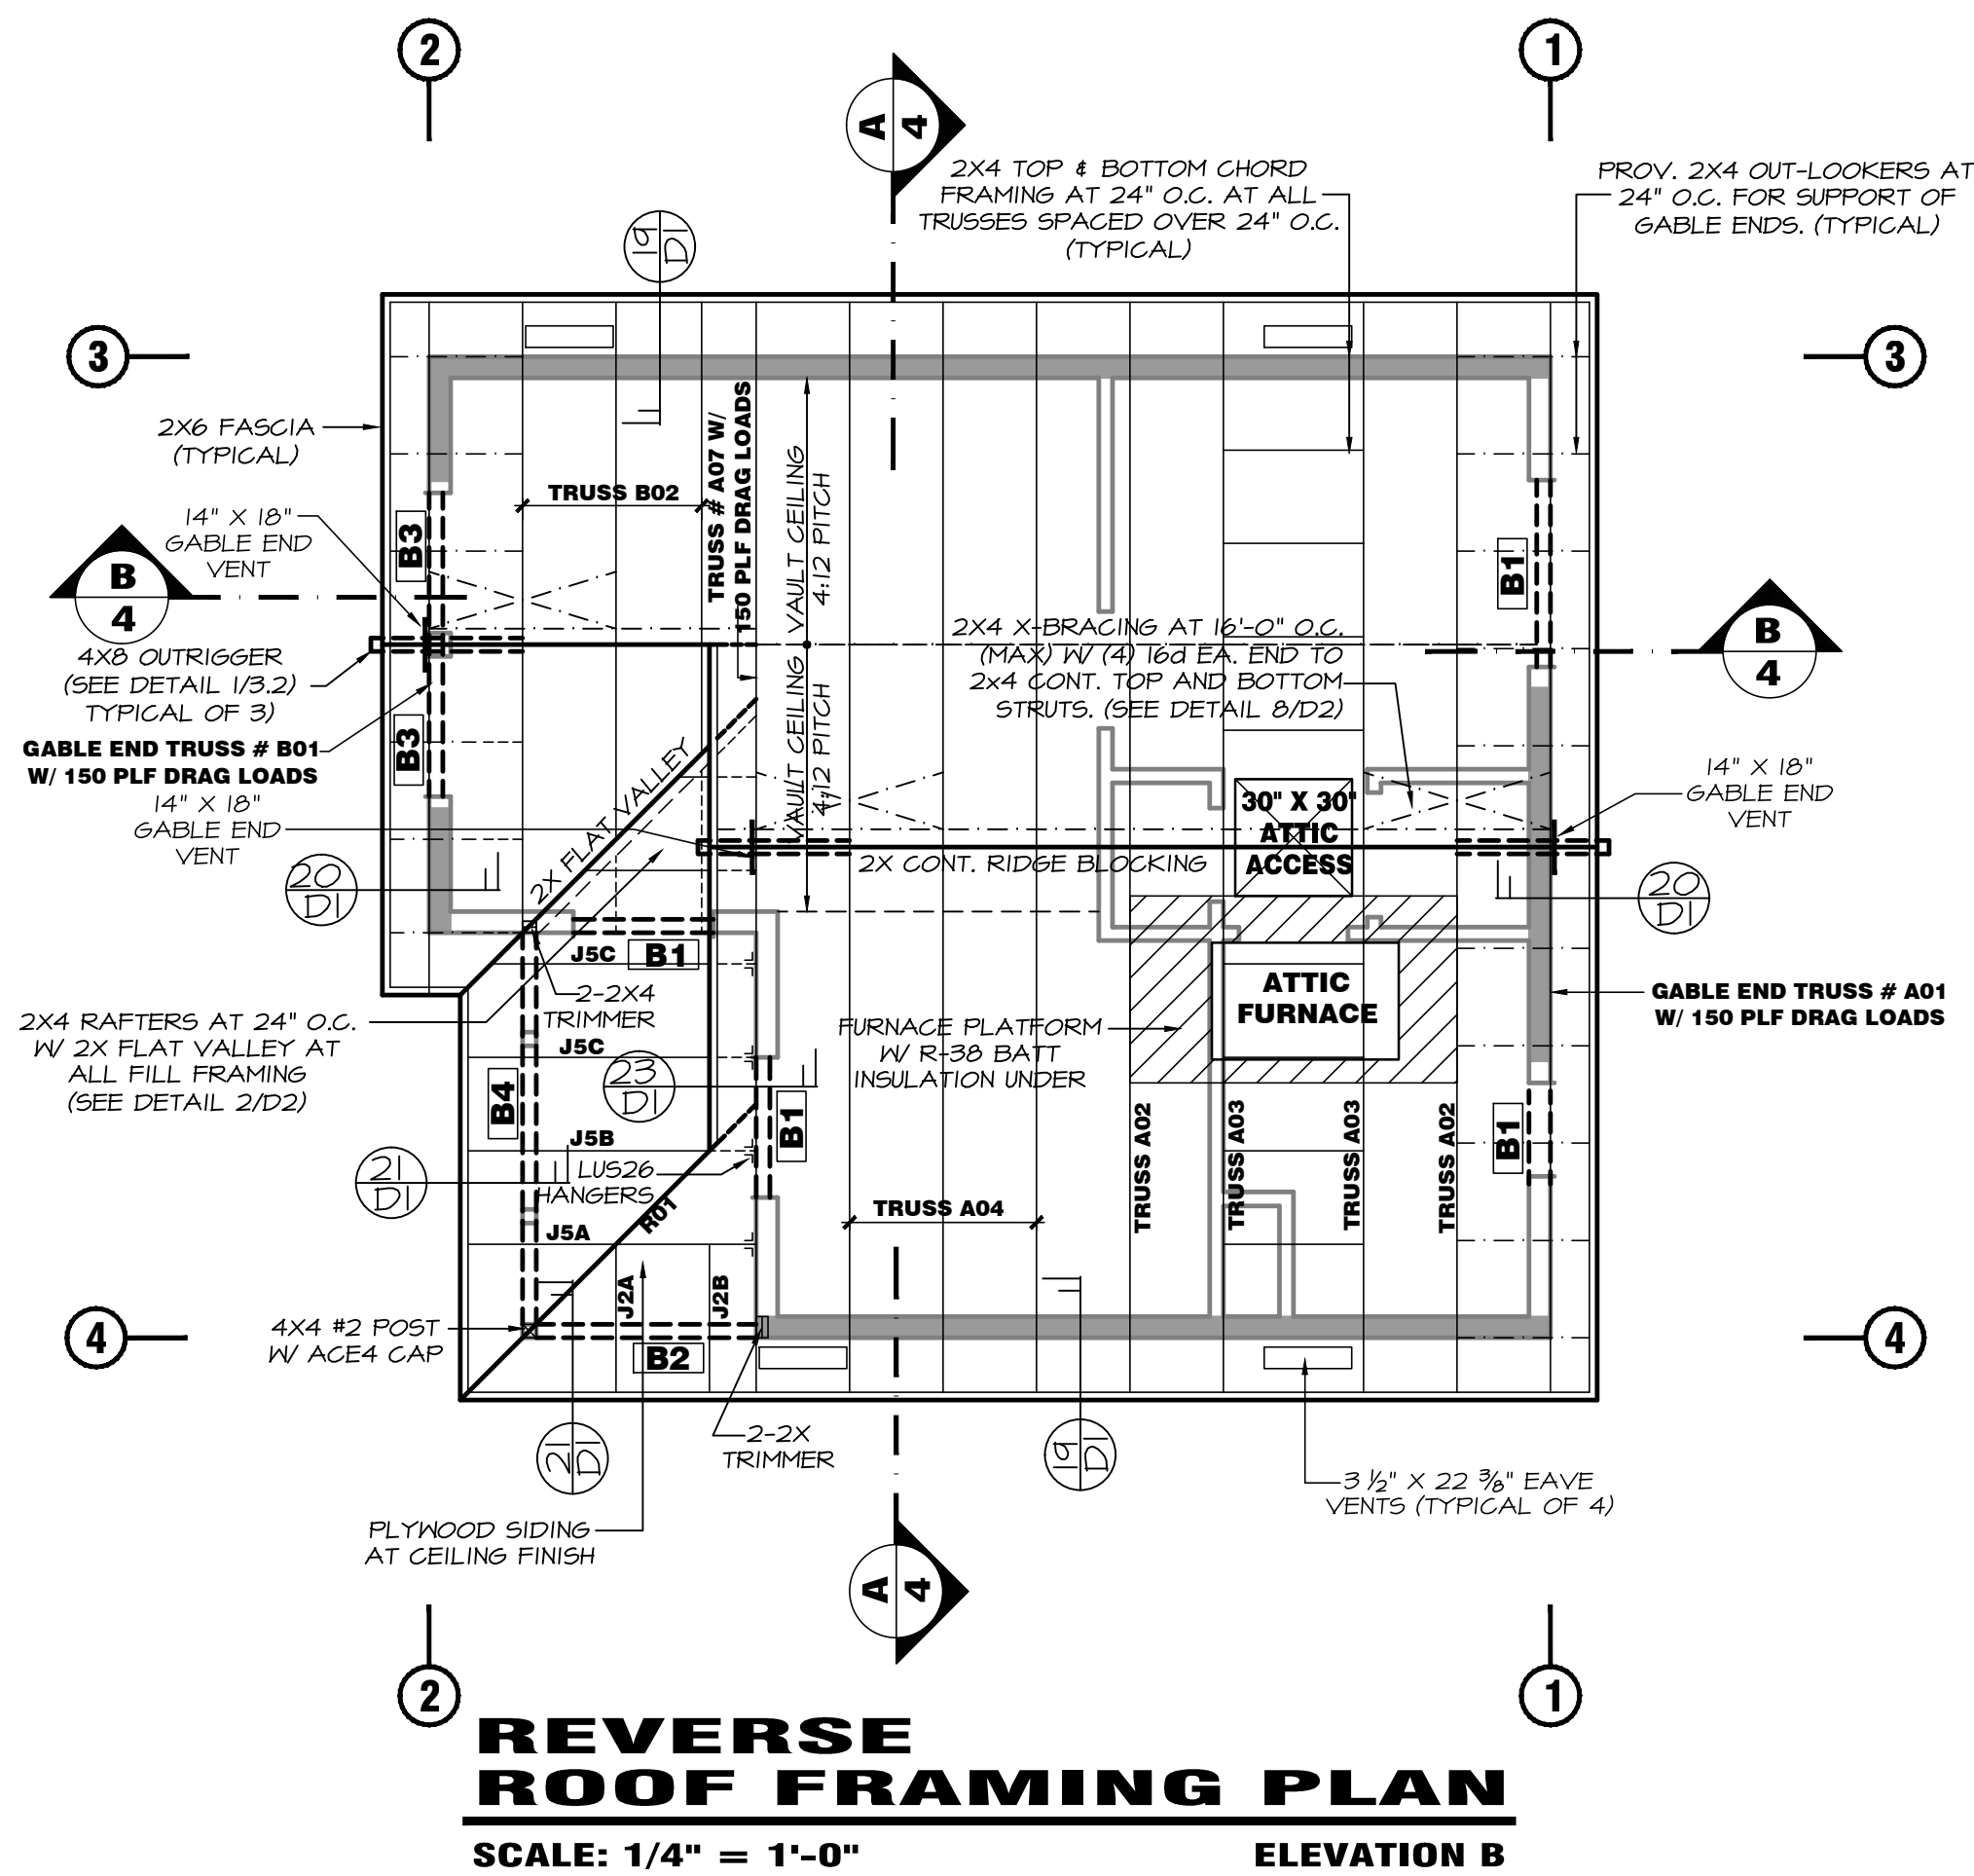 2
1
A
4
2X4 TOP & BOTTOM CHORD
FRAMING AT 24" O.C. AT ALL
TRUSSES SPACED OVER 24" O.C.
(TYPICAL)
PROV. 2X4 OUT-LOOKERS AT
24" O.C. FOR SUPPORT OF
GABLE ENDS. (TYPICAL)
19
D1
3
3
2X6 FASCIA
(TYPICAL)
TRUSS B02
TRUSS # A07 W/
150 PLF DRAG LOADS
VAULT CEILING
4:12 PITCH
VAULT CEILING
4:12 PITCH
14" X 18"
GABLE END
VENT
B3
B1
B
4
B
4
2X4 X-BRACING AT 16'-0" O.C.
(MAX) W/ (4) 16d EA. END TO
2x4 CONT. TOP AND BOTTOM
STRUTS. (SEE DETAIL 8/D2)
4X8 OUTRIGGER
(SEE DETAIL 1/3.2)
TYPICAL OF 3)
B3
GABLE END TRUSS # B01
W/ 150 PLF DRAG LOADS
14" X 18"
GABLE END
VENT
2X FLAT VALLEY
14" X 18"
GABLE END
VENT
30" X 30"
ATTIC
ACCESS
2X CONT. RIDGE BLOCKING
20
D1
20
D1
J5C
B1
2-2X4
TRIMMER
ATTIC
FURNACE
GABLE END TRUSS # A01
W/ 150 PLF DRAG LOADS
2X4 RAFTERS AT 24" O.C.
W/ 2X FLAT VALLEY AT
ALL FILL FRAMING
(SEE DETAIL 2/D2)
J5C
23
D1
FURNACE PLATFORM
W/ R-38 BATT
INSULATION UNDER
B4
B1
B1
J5B
21
D1
LUS26
HANGERS
R01
TRUSS A02
TRUSS A03
TRUSS A03
TRUSS A02
TRUSS A04
J5A
J2A
J2B
4
4
4X4 #2 POST
W/ ACE4 CAP
B2
2-2X
TRIMMER
21
D1
19
D1
3 ½" X 22 ⅜" EAVE
VENTS (TYPICAL OF 4)
PLYWOOD SIDING
AT CEILING FINISH
A
4
2
1
REVERSE
ROOF FRAMING PLAN
SCALE: 1/4" = 1'-0"
ELEVATION B